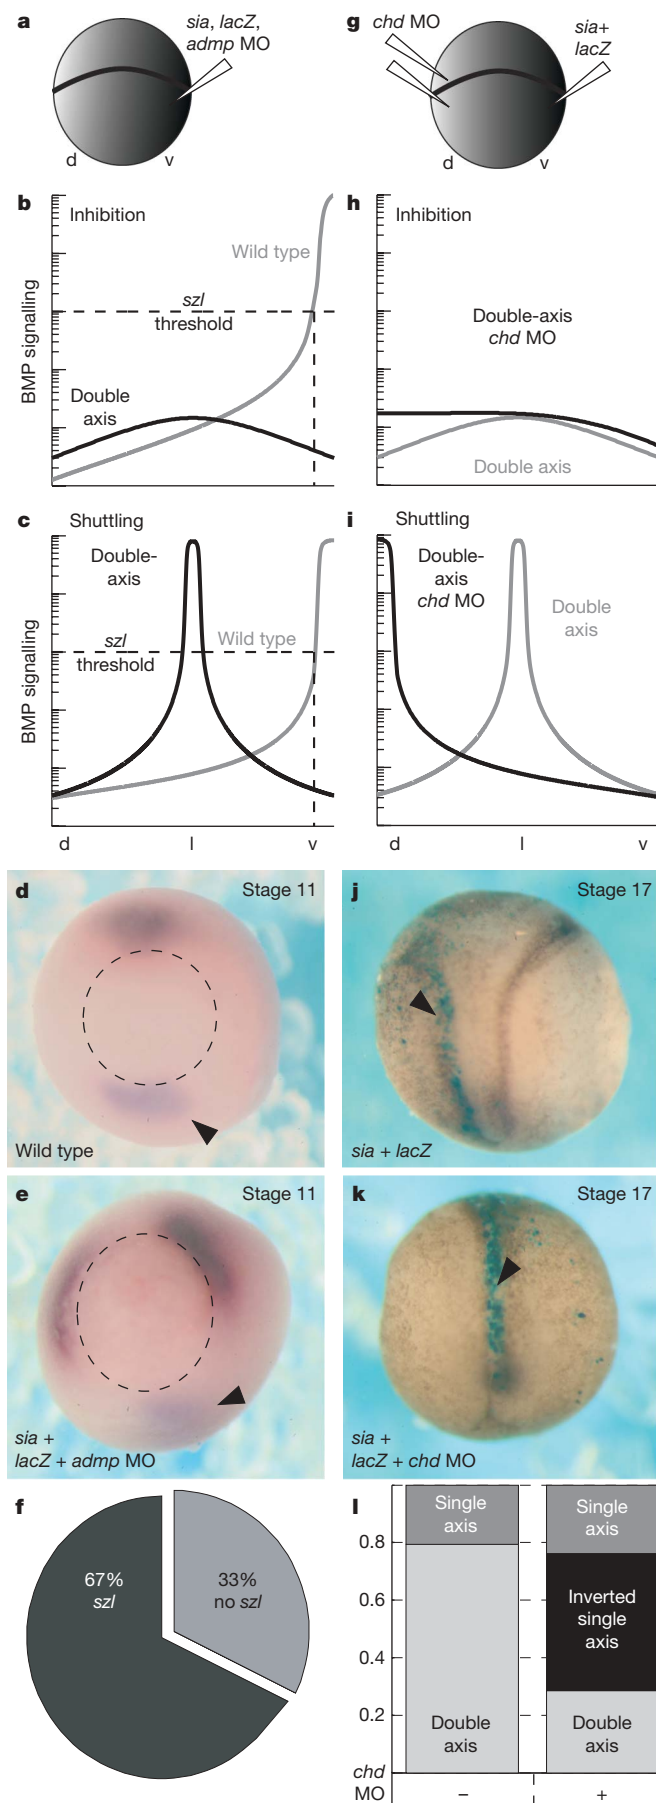 a
sia, lacZ,
admp MO
d
v
b
Inhibition
Wild type
szl
threshold
Double
axis
BMP signalling
c
Shuttling
Double-
axis
Wild type
szl
threshold
BMP signalling
d
l
v
d
Stage 11
Wild type
e
Stage 11
sia +
lacZ + admp MO
f
67%
szl
33%
no szl
g
chd MO
sia+
lacZ
d
v
h
Inhibition
Double-axis
chd MO
Double axis
i
Shuttling
Double-
axis
chd MO
Double
axis
d
l
v
j
Stage 17
sia + lacZ
k
Stage 17
sia +
lacZ + chd MO
l
Single
axis
Double
axis
Single
axis
Inverted
single
axis
Double
axis
0.8
0.6
0.4
0.2
chd
MO
–
+